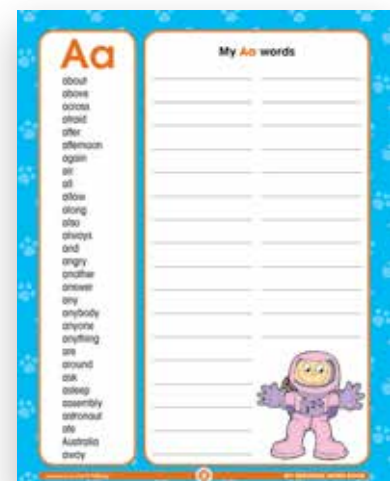 Aa
about
above
across
afraid
after
afternoon
again
air
all
allow
along
also
always
and
angry
another
answer
any
anybody
anyone
anything
are
around
ask
asleep
assembly
astronaut
ate
Australia
away
My Aa words